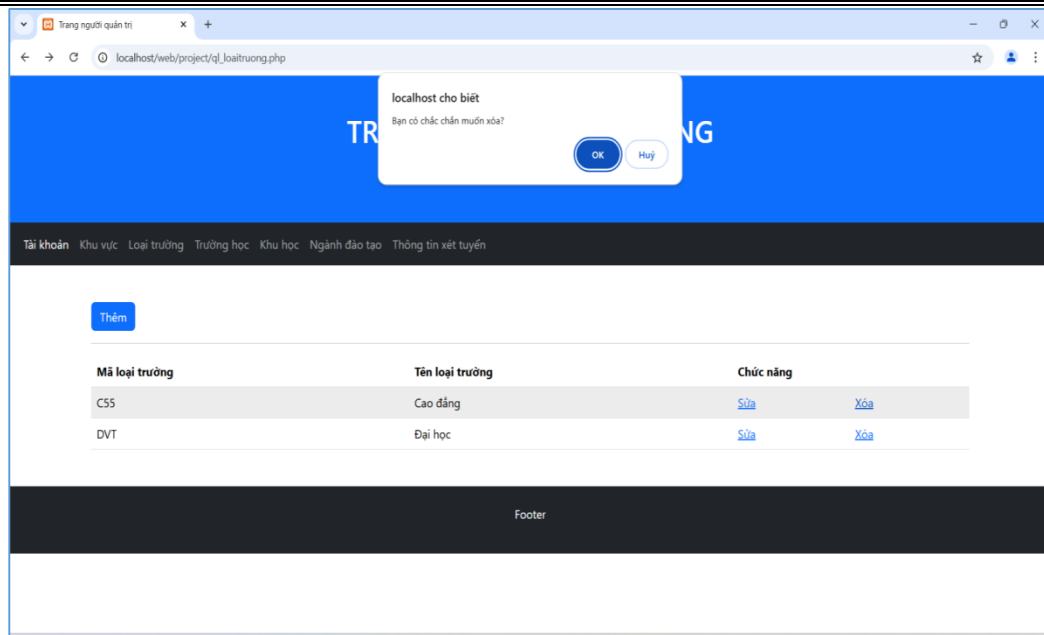 Trang người quản trị
localhost/web/project/ql_loaitruong.php
localhost cho biết
Bạn có chắc chắn muốn xóa?
OK Huỷ
TR NG
Tài khoản Khu vực Loại trường Trường học Khu học Ngành đào tạo Thông tin xét tuyển
Thêm
Mã loại trường Tên loại trường Chức năng
C55 Cao đẳng Sửa Xóa
DVT Đại học Sửa Xóa
Footer